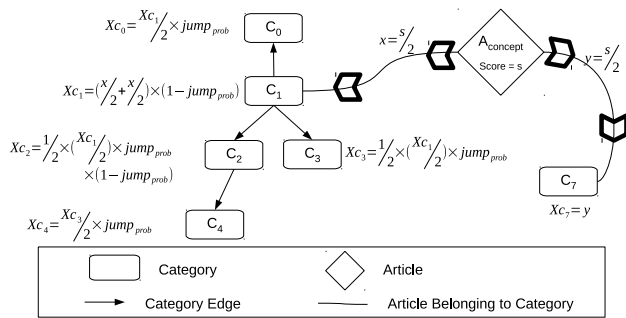 Xc₀=Xc₁/2×jump_prob
C₀
x=s/2
A_concept
Score = s
y=s/2
Xc₁=(x/2+x/2)×(1−jump_prob)
C₁
Xc₂=1/2×(Xc₁/2)×jump_prob
×(1−jump_prob)
C₂
C₃
Xc₃=1/2×(Xc₁/2)×jump_prob
C₇
Xc₇=y
Xc₄=Xc₃/2×jump_prob
C₄
Category
Article
Category Edge
Article Belonging to Category